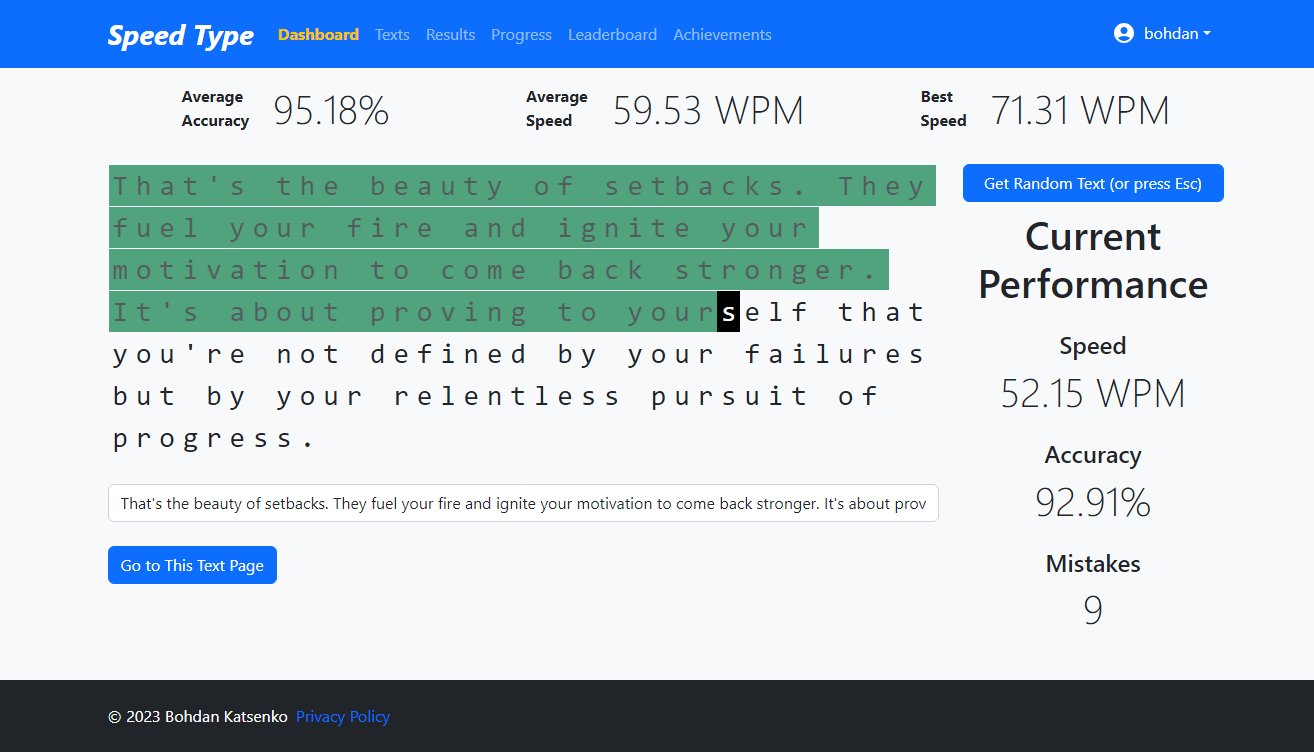 Speed Type Dashboard Texts Results Progress Leaderboard Achievements bohdan
Average Accuracy 95.18%
Average Speed 59.53 WPM
Best Speed 71.31 WPM
That's the beauty of setbacks. They
fuel your fire and ignite your
motivation to come back stronger.
It's about proving to yourself that
you're not defined by your failures
but by your relentless pursuit of
progress.
That's the beauty of setbacks. They fuel your fire and ignite your motivation to come back stronger. It's about prov
Go to This Text Page
Get Random Text (or press Esc)
Current
Performance
Speed
52.15 WPM
Accuracy
92.91%
Mistakes
9
© 2023 Bohdan Katsenko Privacy Policy